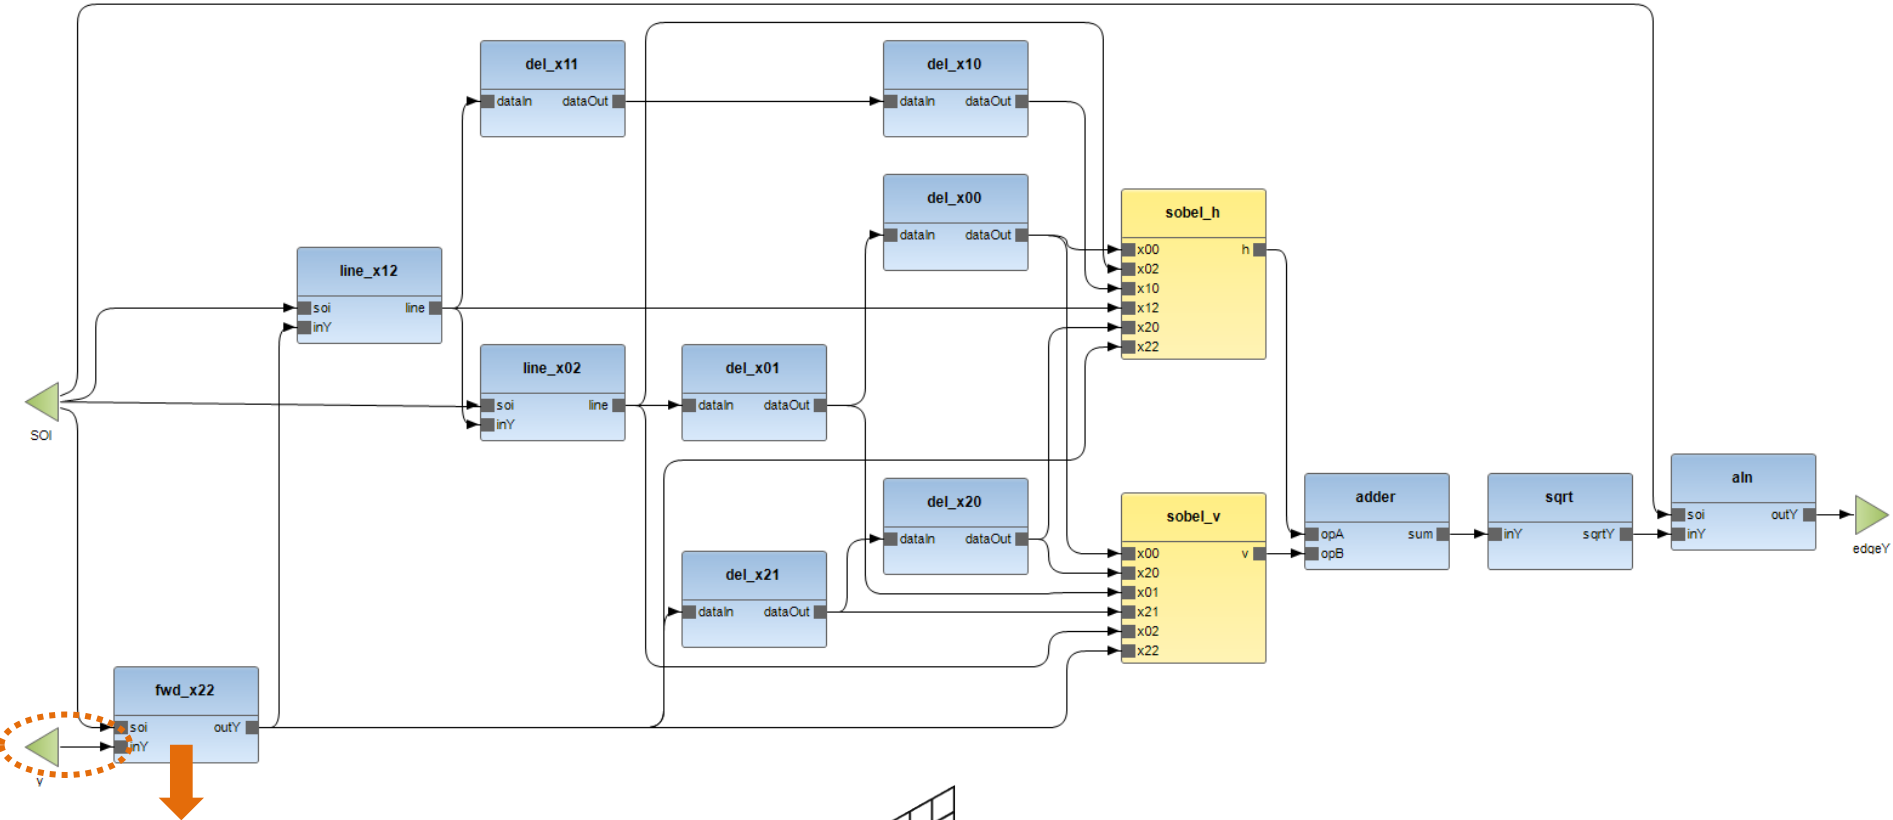 del_x11
dataIn dataOut
del_x10
dataIn dataOut
del_x00
dataIn dataOut
sobel_h
x00 h
x02
x10
x12
x20
x22
line_x12
soi line
inY
line_x02
soi line
inY
del_x01
dataIn dataOut
SOI
del_x20
dataIn dataOut
sobel_v
x00 v
x20
x01
x21
x02
x22
adder
opA sum
opB
sqrt
inY sqrtY
aln
soi outY
inY
edgeY
del_x21
dataIn dataOut
fwd_x22
soi outY
inY